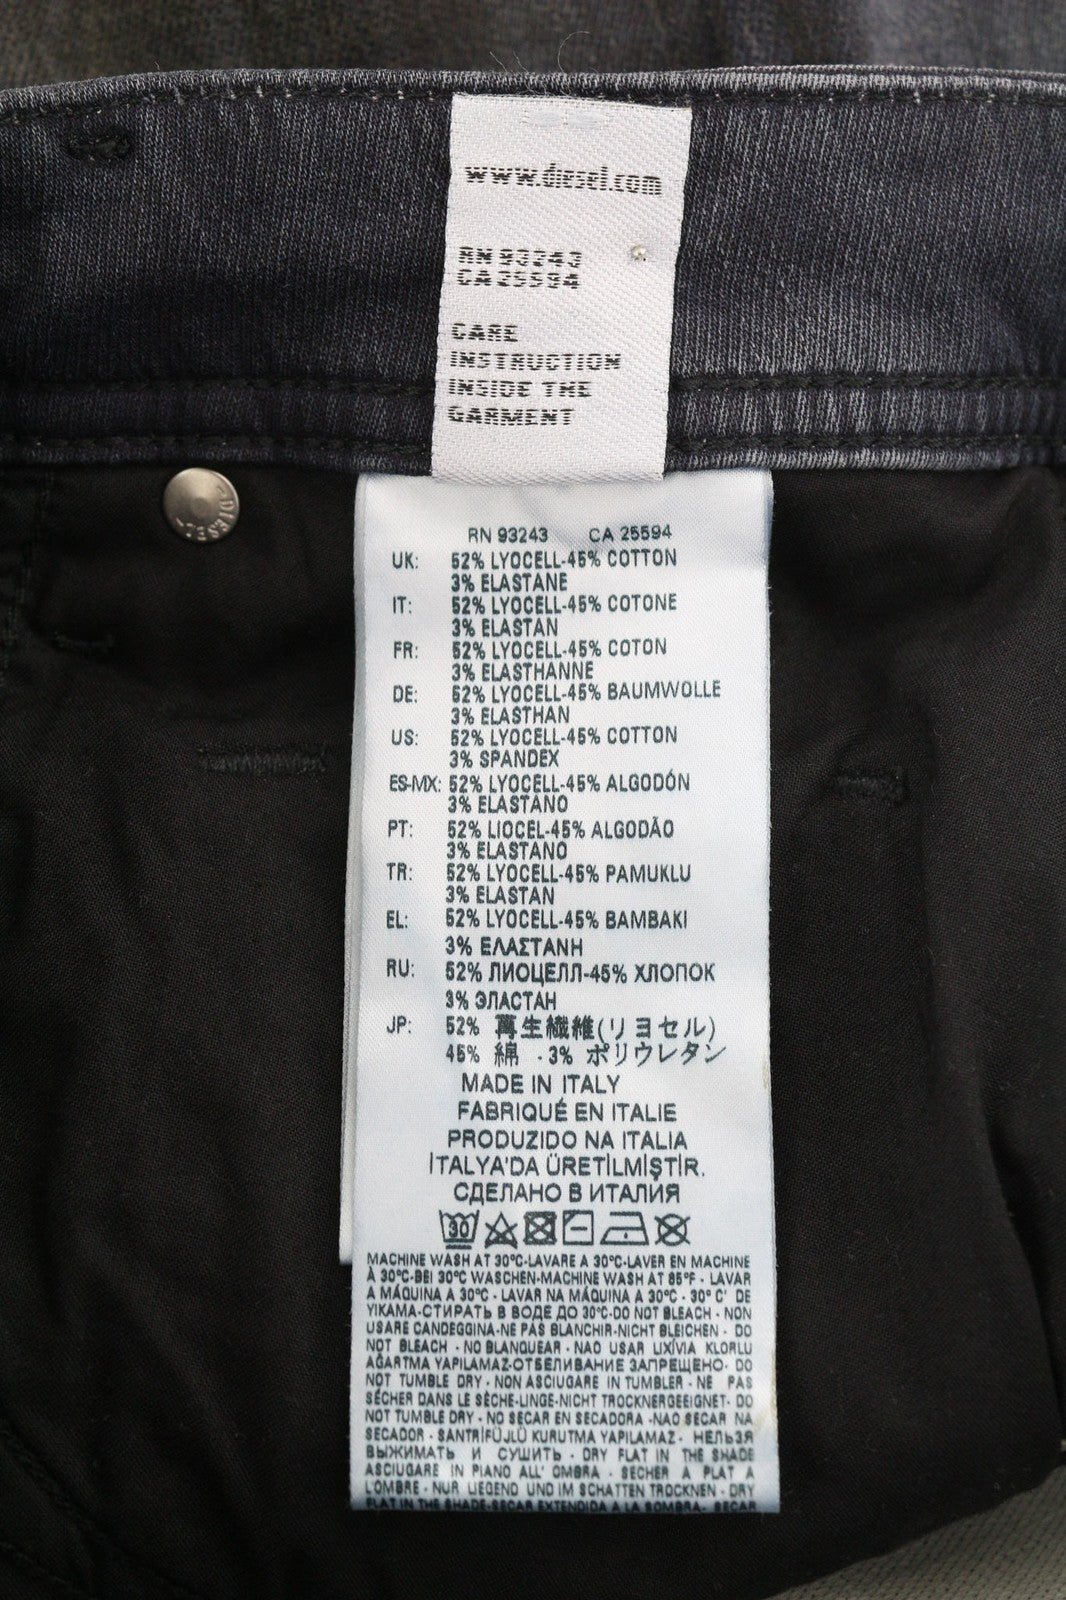 www.diesel.com
RN 93243
CA 25594
CARE
INSTRUCTION
INSIDE THE
GARMENT
DIESEL
RN 93243 CA 25594
UK: 52% LYOCELL-45% COTTON
3% ELASTANE
IT: 52% LYOCELL-45% COTONE
3% ELASTAN
FR: 52% LYOCELL-45% COTON
3% ELASTHANNE
DE: 52% LYOCELL-45% BAUMWOLLE
3% ELASTHAN
US: 52% LYOCELL-45% COTTON
3% SPANDEX
ES-MX: 52% LYOCELL-45% ALGODÓN
3% ELASTANO
PT: 52% LIOCEL-45% ALGODÃO
3% ELASTANO
TR: 52% LYOCELL-45% PAMUKLU
3% ELASTAN
EL: 52% LYOCELL-45% BAMBAKI
3% ΕΛΑΣΤΑΝΗ
RU: 52% ЛИОЦЕЛЛ-45% ХЛОПОК
3% ЭЛАСТАН
JP: 52% 再生繊維(リヨセル)
45% 綿 · 3% ポリウレタン
MADE IN ITALY
FABRIQUÉ EN ITALIE
PRODUZIDO NA ITALIA
İTALYA'DA ÜRETİLMİŞTİR.
СДЕЛАНО В ИТАЛИЯ
30
MACHINE WASH AT 30°C-LAVARE A 30°C-LAVER EN MACHINE
À 30°C-BEI 30°C WASCHEN-MACHINE WASH AT 85°F - LAVAR
A MÁQUINA A 30°C - LAVAR NA MÁQUINA A 30°C - 30° C' DE
YIKAMA-СТИРАТЬ В ВОДЕ ДО 30°C-DO NOT BLEACH - NON
USARE CANDEGGINA-NE PAS BLANCHIR-NICHT BLEICHEN - DO
NOT BLEACH - NO BLANQUEAR - NAO USAR LIXÍVIA KLORLU
AĞARTMA YAPILAMAZ-ОТБЕЛИВАНИЕ ЗАПРЕЩЕНО- DO
NOT TUMBLE DRY - NON ASCIUGARE IN TUMBLER - NE PAS
SÉCHER DANS LE SÈCHE-LINGE-NICHT TROCKNERGEEIGNET- DO
NOT TUMBLE DRY - NO SECAR EN SECADORA -NAO SECAR NA
SECADOR - SANTRİFÜJLÜ KURUTMA YAPILAMAZ - НЕЛЬЗЯ
ВЫЖИМАТЬ И СУШИТЬ - DRY FLAT IN THE SHADE
ASCIUGARE IN PIANO ALL' OMBRA - SECHER A PLAT A
L'OMBRE - NUR LIEGEND UND IM SCHATTEN TROCKNEN - DRY
FLAT IN THE SHADE-SECAR EXTENDIDA A LA SOMBRA. SECAR